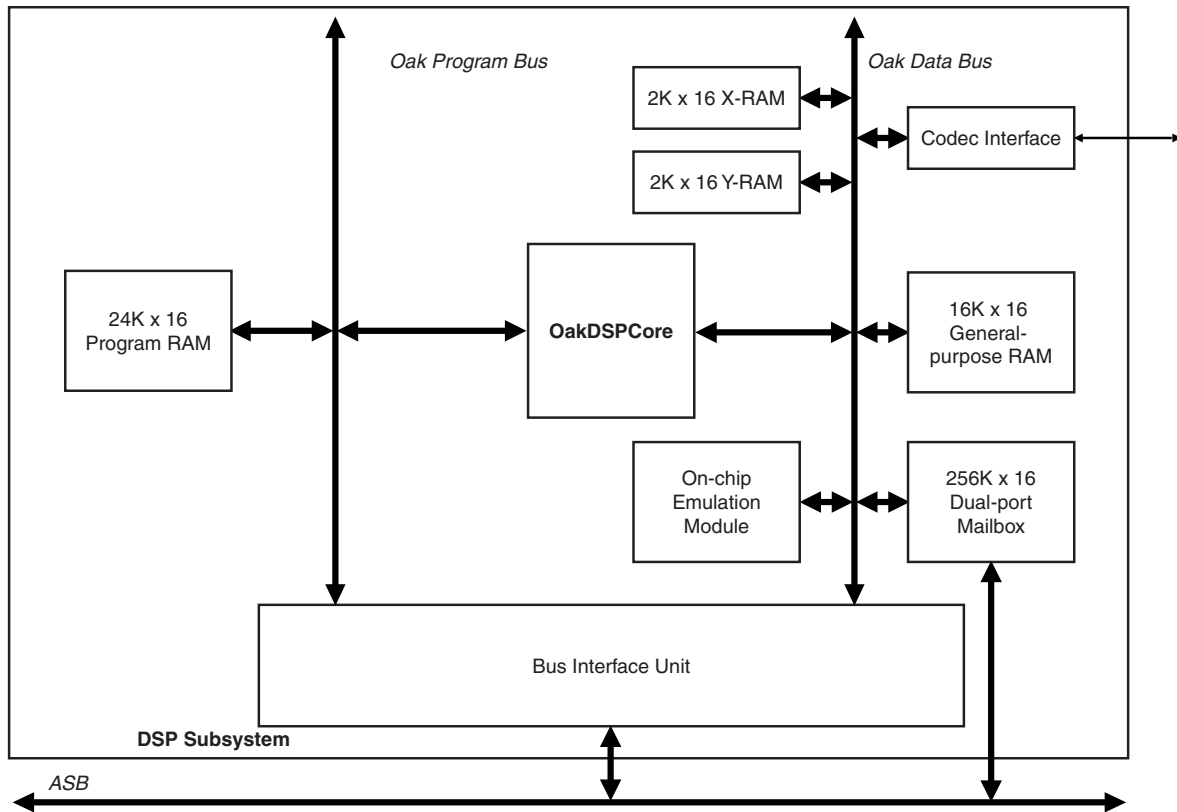 Oak Program Bus
Oak Data Bus
2K x 16 X-RAM
Codec Interface
2K x 16 Y-RAM
24K x 16
Program RAM
OakDSPCore
16K x 16
General-
purpose RAM
On-chip
Emulation
Module
256K x 16
Dual-port
Mailbox
Bus Interface Unit
DSP Subsystem
ASB